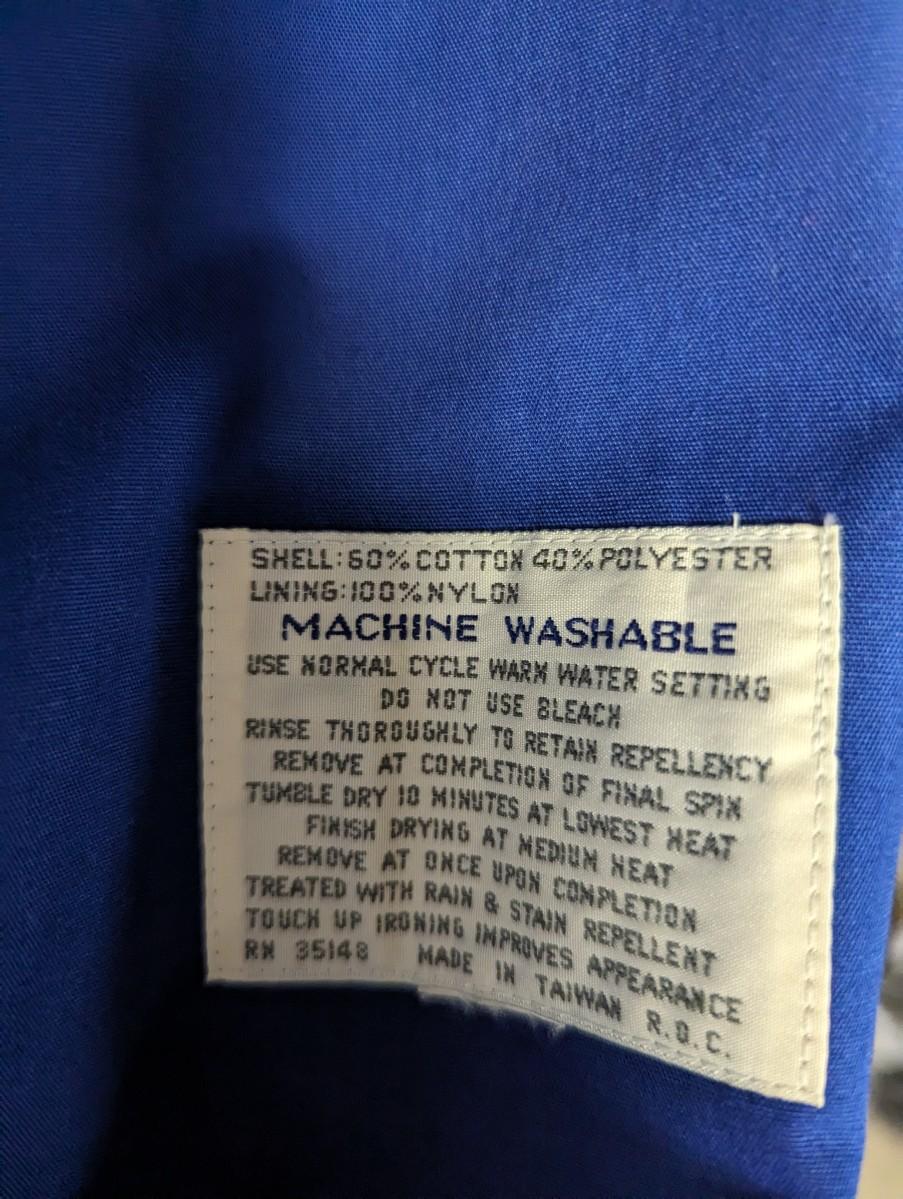 SHELL:60%COTTON 40%POLYESTER
LINING:100%NYLON
MACHINE WASHABLE
USE NORMAL CYCLE WARM WATER SETTING
DO NOT USE BLEACH
RINSE THOROUGHLY TO RETAIN REPELLENCY
REMOVE AT COMPLETION OF FINAL SPIN
TUMBLE DRY 10 MINUTES AT LOWEST HEAT
FINISH DRYING AT MEDIUM HEAT
REMOVE AT ONCE UPON COMPLETION
TREATED WITH RAIN & STAIN REPELLENT
TOUCH UP IRONING IMPROVES APPEARANCE
RN 35148 MADE IN TAIWAN R.O.C.